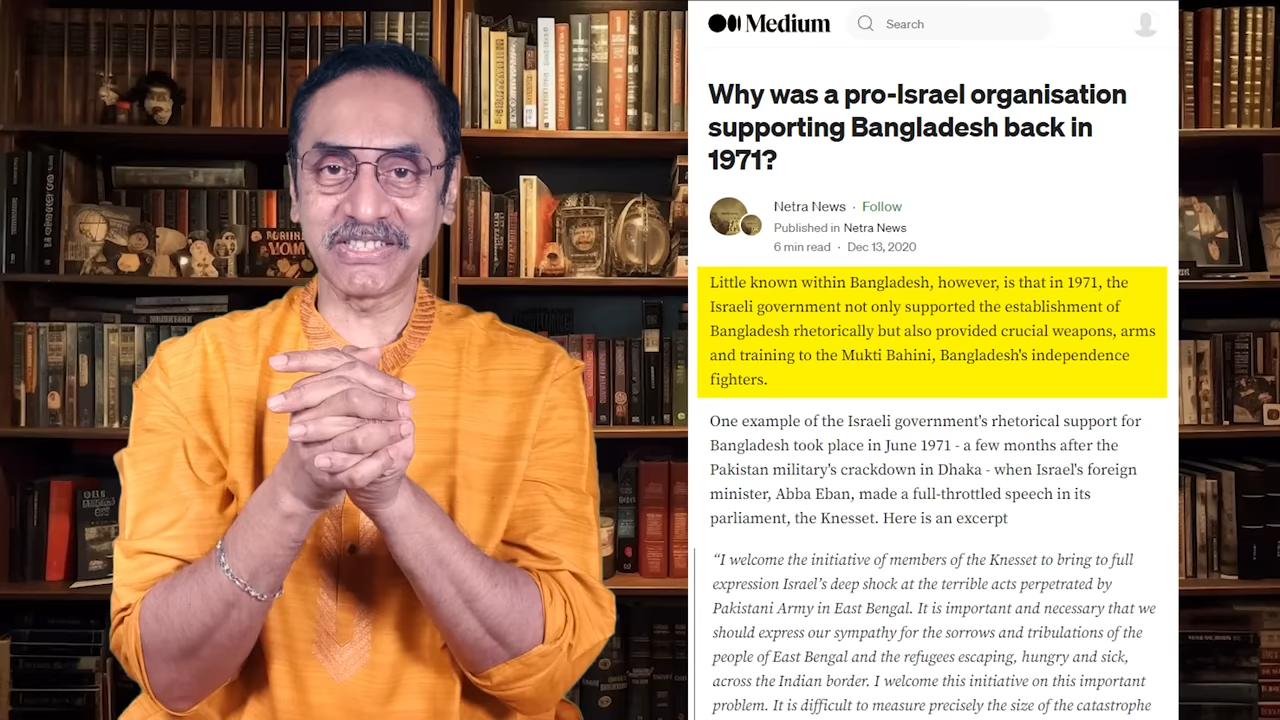 Medium
Search
Why was a pro-Israel organisation
supporting Bangladesh back in
1971?
Netra News · Follow
Published in Netra News
6 min read · Dec 13, 2020
Little known within Bangladesh, however, is that in 1971, the
Israeli government not only supported the establishment of
Bangladesh rhetorically but also provided crucial weapons, arms
and training to the Mukti Bahini, Bangladesh's independence
fighters.
One example of the Israeli government's rhetorical support for
Bangladesh took place in June 1971 - a few months after the
Pakistan military's crackdown in Dhaka - when Israel's foreign
minister, Abba Eban, made a full-throttled speech in its
parliament, the Knesset. Here is an excerpt
“I welcome the initiative of members of the Knesset to bring to full
expression Israel’s deep shock at the terrible acts perpetrated by
Pakistani Army in East Bengal. It is important and necessary that we
should express our sympathy for the sorrows and tribulations of the
people of East Bengal and the refugees escaping, hungry and sick,
across the Indian border. I welcome this initiative on this important
problem. It is difficult to measure precisely the size of the catastrophe